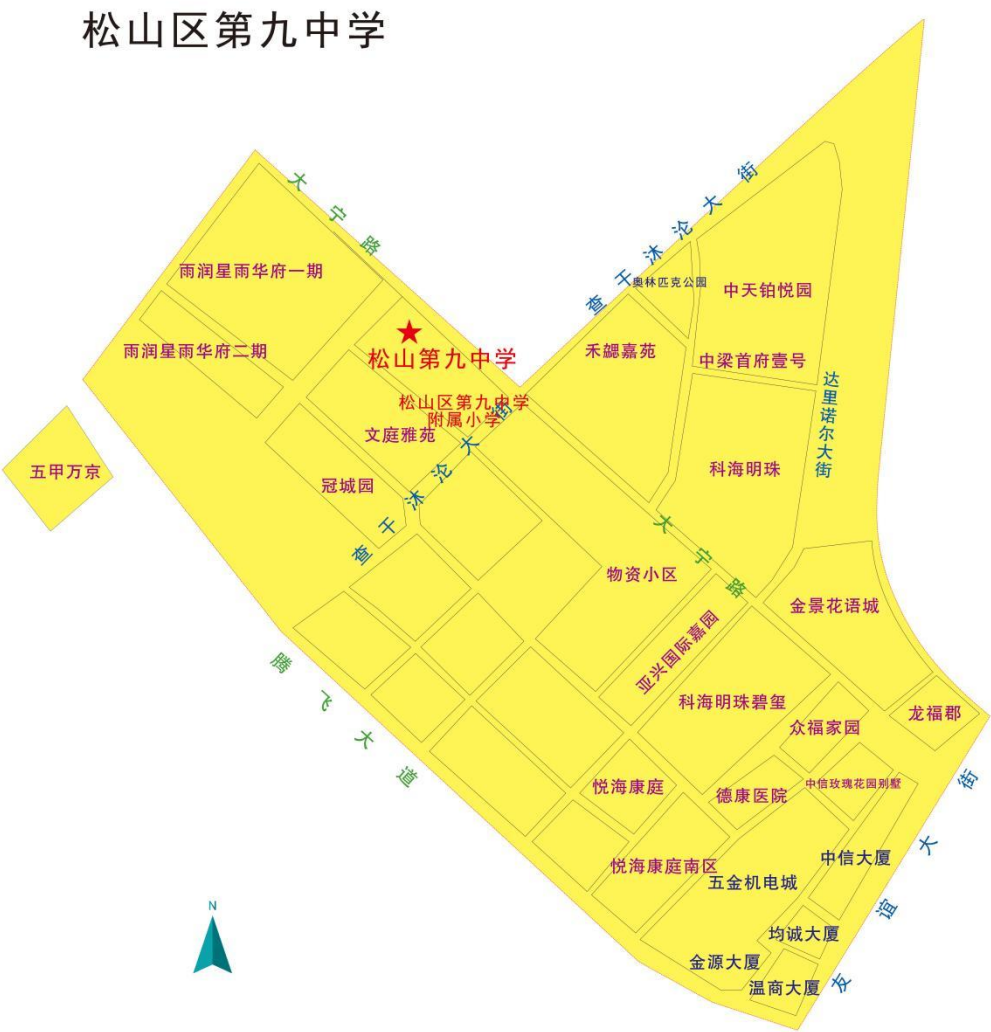 松山区第九中学
大宁路
查干沐沦大街
奥林匹克公园
中天铂悦园
雨润星雨华府一期
雨润星雨华府二期
松山第九中学
禾勰嘉苑
中梁首府壹号
达里诺尔大街
松山区第九中学
附属小学
文庭雅苑
五甲万京
冠城园
科海明珠
查干沐沦大街
大宁路
物资小区
金景花语城
亚兴国际嘉园
腾飞大道
科海明珠碧玺
龙福郡
众福家园
悦海康庭
德康医院
中信玫瑰花园别墅
悦海康庭南区
中信大厦
五金机电城
均诚大厦
金源大厦
温商大厦
友谊大街
N